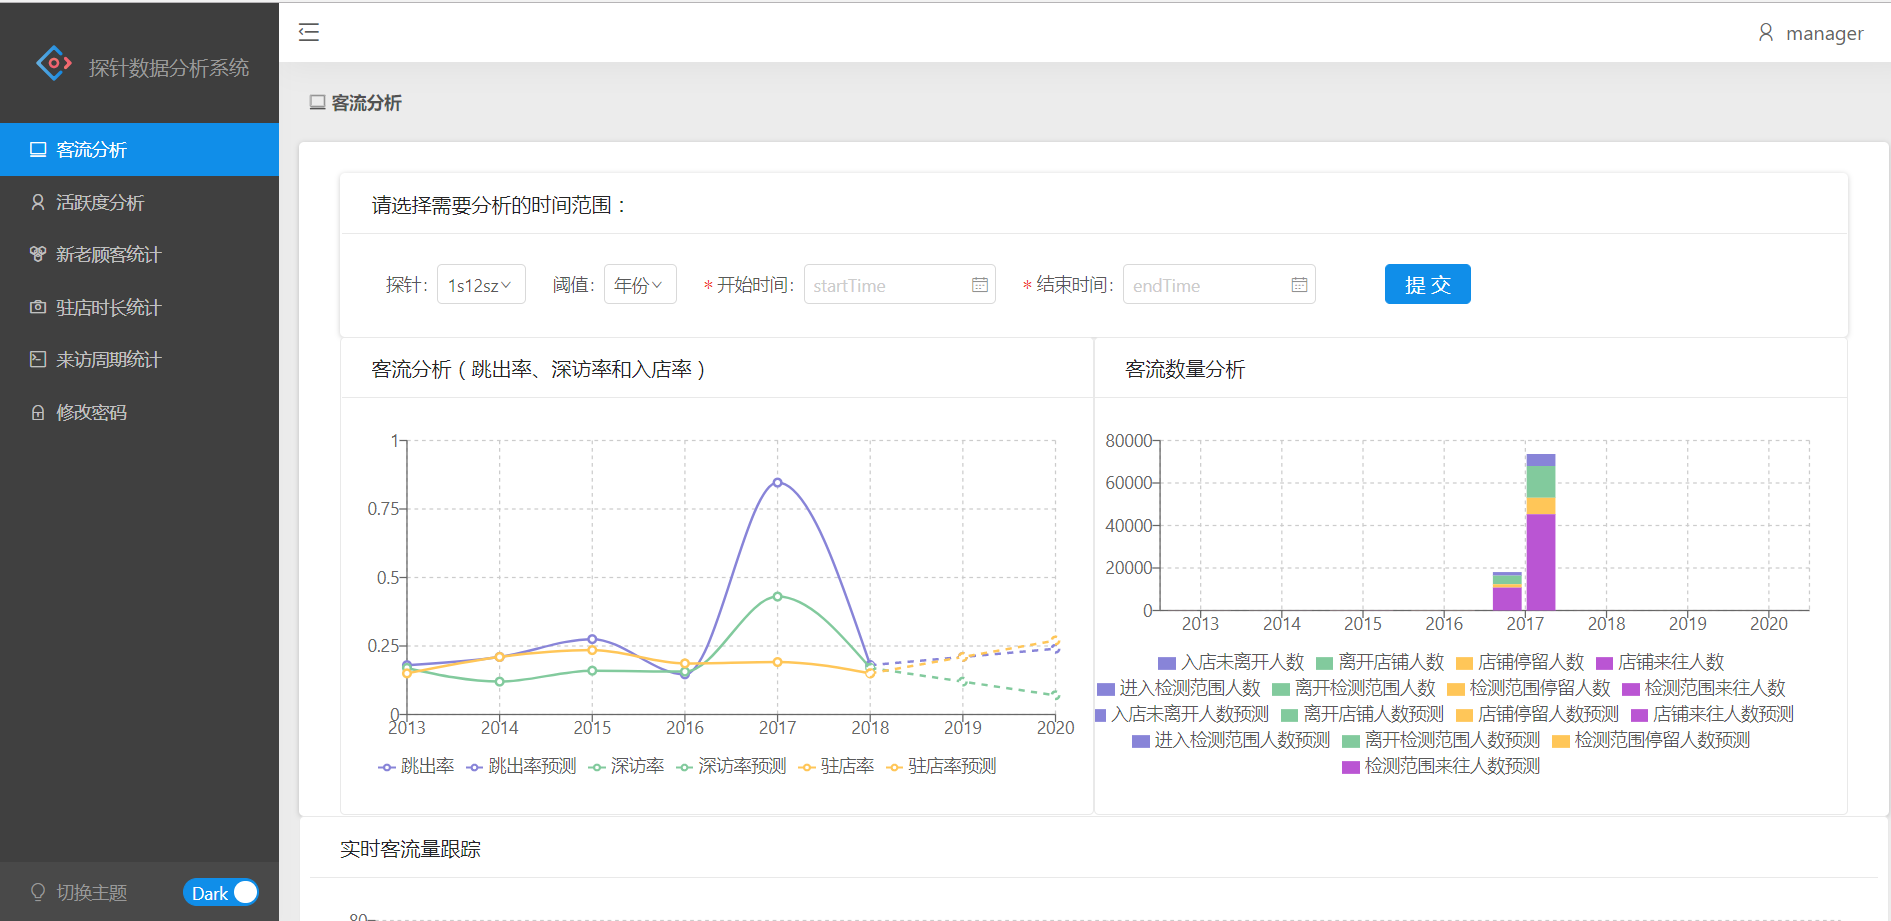 探针数据分析系统
manager
客流分析
客流分析
活跃度分析
新老顾客统计
驻店时长统计
来访周期统计
修改密码
切换主题 Dark
请选择需要分析的时间范围：
探针: 1s12sz 阈值: 年份 * 开始时间: startTime * 结束时间: endTime 提 交
客流分析（跳出率、深访率和入店率）
1
0.75
0.5
0.25
0
2013 2014 2015 2016 2017 2018 2019 2020
跳出率 跳出率预测 深访率 深访率预测 驻店率 驻店率预测
客流数量分析
80000
60000
40000
20000
0
2013 2014 2015 2016 2017 2018 2019 2020
入店未离开人数 离开店铺人数 店铺停留人数 店铺来往人数
进入检测范围人数 离开检测范围人数 检测范围停留人数 检测范围来往人数
入店未离开人数预测 离开店铺人数预测 店铺停留人数预测 店铺来往人数预测
进入检测范围人数预测 离开检测范围人数预测 检测范围停留人数预测
检测范围来往人数预测
实时客流量跟踪
80